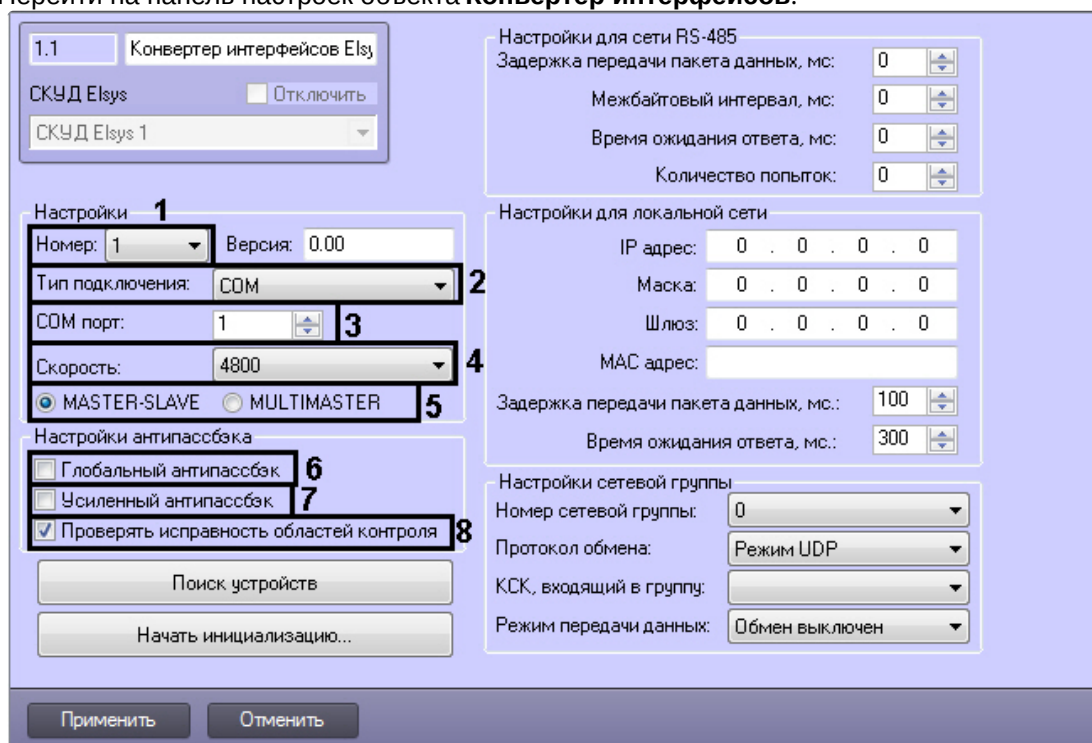 Перейти на панель настроек объекта Конвертер интерфейсов.
1.1 Конвертер интерфейсов Elsy
СКУД Elsys Отключить
СКУД Elsys 1
Настройки 1
Номер: 1 Версия: 0.00
Тип подключения: COM 2
COM порт: 1 3
Скорость: 4800 4
MASTER-SLAVE MULTIMASTER 5
Настройки антипассбэка
Глобальный антипассбэк 6
Усиленный антипассбэк 7
Проверять исправность областей контроля 8
Поиск устройств
Начать инициализацию...
Настройки для сети RS-485
Задержка передачи пакета данных, мс: 0
Межбайтовый интервал, мс: 0
Время ожидания ответа, мс: 0
Количество попыток: 0
Настройки для локальной сети
IP адрес: 0 . 0 . 0 . 0
Маска: 0 . 0 . 0 . 0
Шлюз: 0 . 0 . 0 . 0
MAC адрес:
Задержка передачи пакета данных, мс.: 100
Время ожидания ответа, мс.: 300
Настройки сетевой группы
Номер сетевой группы: 0
Протокол обмена: Режим UDP
КСК, входящий в группу:
Режим передачи данных: Обмен выключен
Применить Отменить